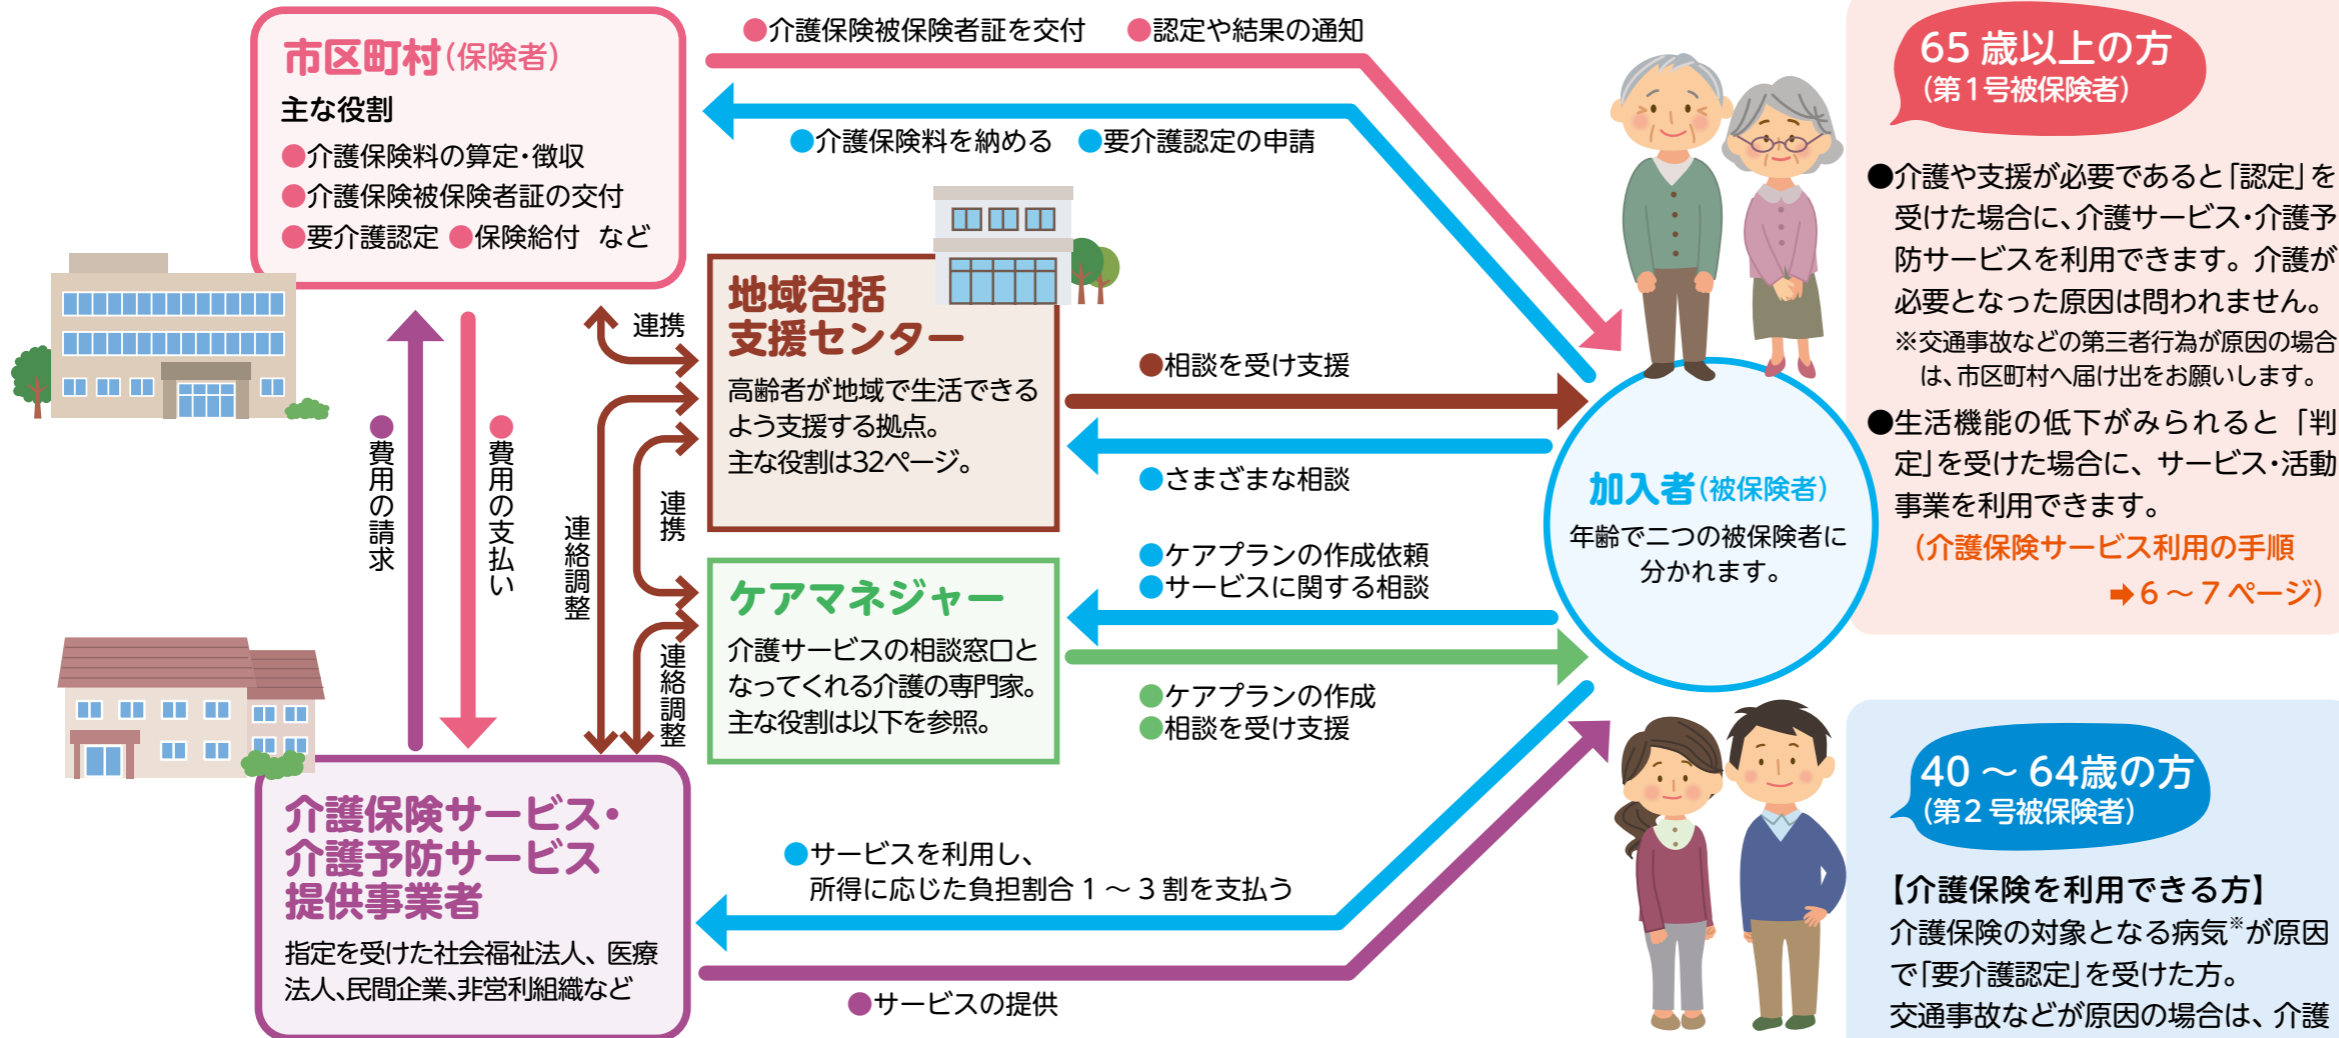 市区町村(保険者)
主な役割
●介護保険料の算定・徴収
●介護保険被保険者証の交付
●要介護認定 ●保険給付 など
●介護保険被保険者証を交付 ●認定や結果の通知
●介護保険料を納める ●要介護認定の申請
地域包括
支援センター
高齢者が地域で生活できる
よう支援する拠点。
主な役割は32ページ。
連携
連携
連絡調整
連絡調整
●費用の請求
●費用の支払い
●相談を受け支援
●さまざまな相談
ケアマネジャー
介護サービスの相談窓口と
なってくれる介護の専門家。
主な役割は以下を参照。
●ケアプランの作成依頼
●サービスに関する相談
●ケアプランの作成
●相談を受け支援
介護保険サービス・
介護予防サービス
提供事業者
指定を受けた社会福祉法人、医療
法人、民間企業、非営利組織など
●サービスを利用し、
所得に応じた負担割合1〜3割を支払う
●サービスの提供
加入者(被保険者)
年齢で二つの被保険者に
分かれます。
65歳以上の方
(第1号被保険者)
●介護や支援が必要であると「認定」を
受けた場合に、介護サービス・介護予
防サービスを利用できます。介護が
必要となった原因は問われません。
※交通事故などの第三者行為が原因の場合
は、市区町村へ届け出をお願いします。
●生活機能の低下がみられると「判
定」を受けた場合に、サービス・活動
事業を利用できます。
(介護保険サービス利用の手順
➡6〜7ページ)
40〜64歳の方
(第2号被保険者)
【介護保険を利用できる方】
介護保険の対象となる病気※が原因
で「要介護認定」を受けた方。
交通事故などが原因の場合は、介護